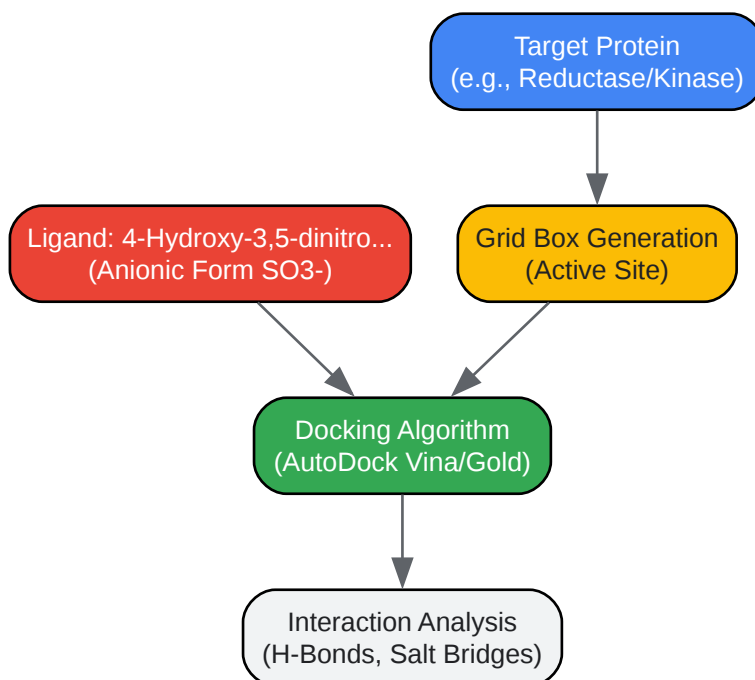 Target Protein
(e.g., Reductase/Kinase)
Ligand: 4-Hydroxy-3,5-dinitro...
(Anionic Form SO3-)
Grid Box Generation
(Active Site)
Docking Algorithm
(AutoDock Vina/Gold)
Interaction Analysis
(H-Bonds, Salt Bridges)